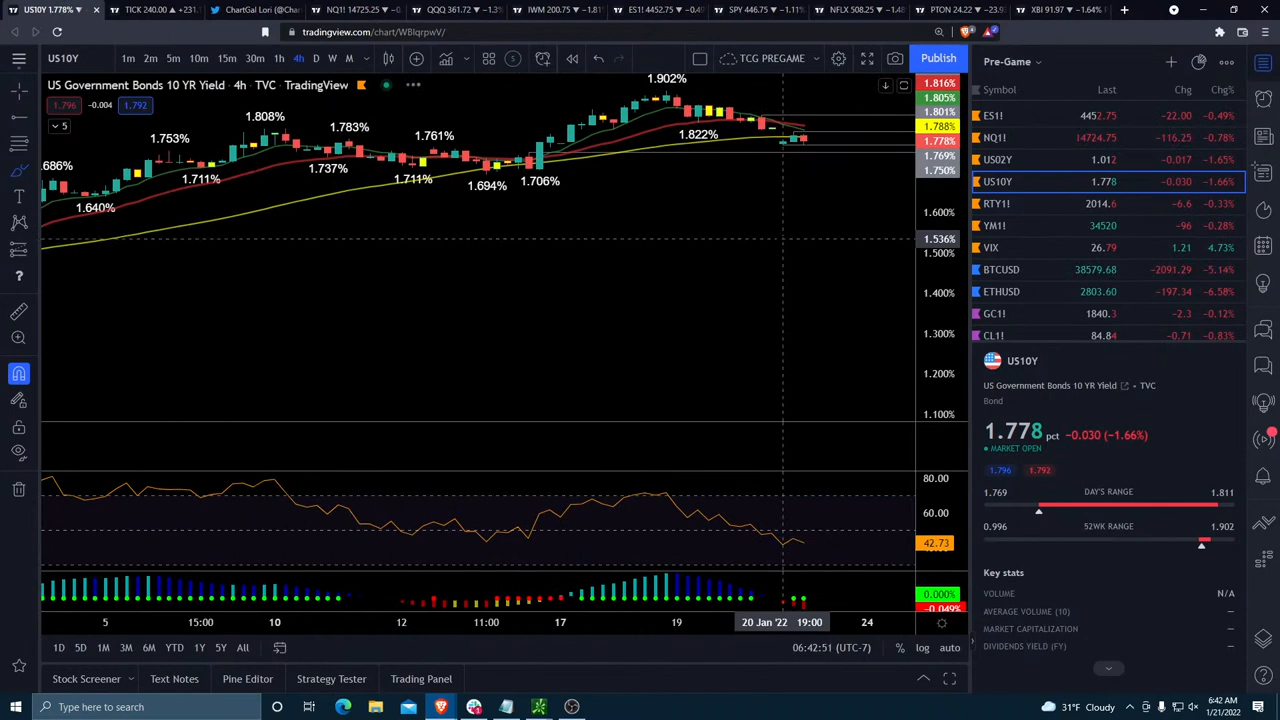 US10Y 1.778%
TICK 240.00 ▲ +231.
ChartGal Lori (@Cha
NQ1! 14725.25 ▼
QQQ 361.72 ▼ −1.3
IWM 200.75 ▼ −1.8
ES1! 4452.75 ▼ −0.4
SPY 446.75 ▼ −1.11%
NFLX 508.25 ▼ −1.4
PTON 24.22 ▼ −23.9
XBI 91.97 ▼ −1.64%
tradingview.com/chart/WBlqrpwV/
US10Y 1m 2m 5m 10m 15m 30m 1h 4h D W M TCG PREGAME Publish
US Government Bonds 10 YR Yield · 4h · TVC · TradingView
1.796 −0.004 1.792
5
1.902%
1.808%
1.783%
1.753%
1.761%
1.822%
.686%
1.711%
1.737%
1.711%
1.694%
1.706%
1.640%
1.816%
1.805%
1.801%
1.788%
1.778%
1.769%
1.750%
1.600%
1.536%
1.500%
1.400%
1.300%
1.200%
1.100%
80.00
60.00
42.73
0.000%
−0.049%
5 15:00 10 12 11:00 17 19 20 Jan '22 19:00 24
1D 5D 1M 3M 6M YTD 1Y 5Y All 06:42:51 (UTC-7) % log auto
Stock Screener Text Notes Pine Editor Strategy Tester Trading Panel
Pre-Game
Symbol Last Chg Chg%
ES1! 4452.75 −22.00 −0.49%
NQ1! 14724.75 −116.25 −0.78%
US02Y 1.012 −0.017 −1.65%
US10Y 1.778 −0.030 −1.66%
RTY1! 2014.6 −6.6 −0.33%
YM1! 34520 −96 −0.28%
VIX 26.79 1.21 4.73%
BTCUSD 38579.68 −2091.29 −5.14%
ETHUSD 2803.60 −197.34 −6.58%
GC1! 1840.3 −2.3 −0.12%
CL1! 84.84 −0.71 −0.83%
US10Y
US Government Bonds 10 YR Yield • TVC
Bond
1.778 pct −0.030 (−1.66%)
MARKET OPEN
1.796 1.792
1.769 DAY'S RANGE 1.811
0.996 52WK RANGE 1.902
Key stats
VOLUME N/A
AVERAGE VOLUME (10) —
MARKET CAPITALIZATION —
DIVIDENDS YIELD (FY) —
Type here to search
31°F Cloudy
6:42 AM
1/21/2022